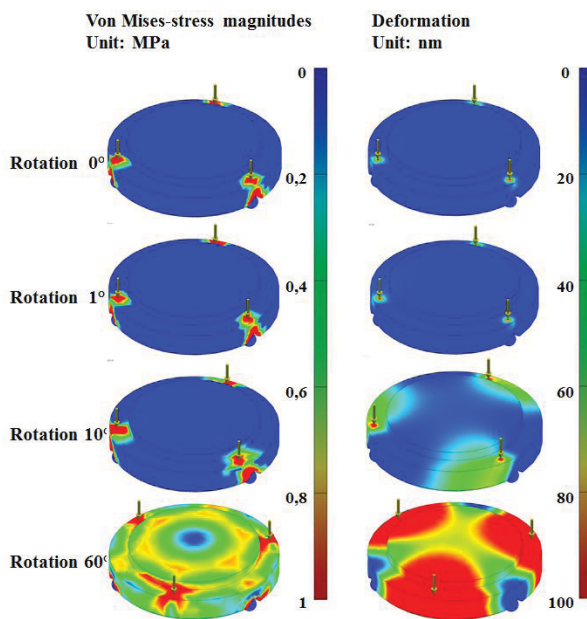 Von Mises-stress magnitudes
Unit: MPa
Deformation
Unit: nm
0
0
Rotation 0°
0,2
20
Rotation 1°
0,4
40
0,6
60
Rotation 10°
0,8
80
Rotation 60°
1
100